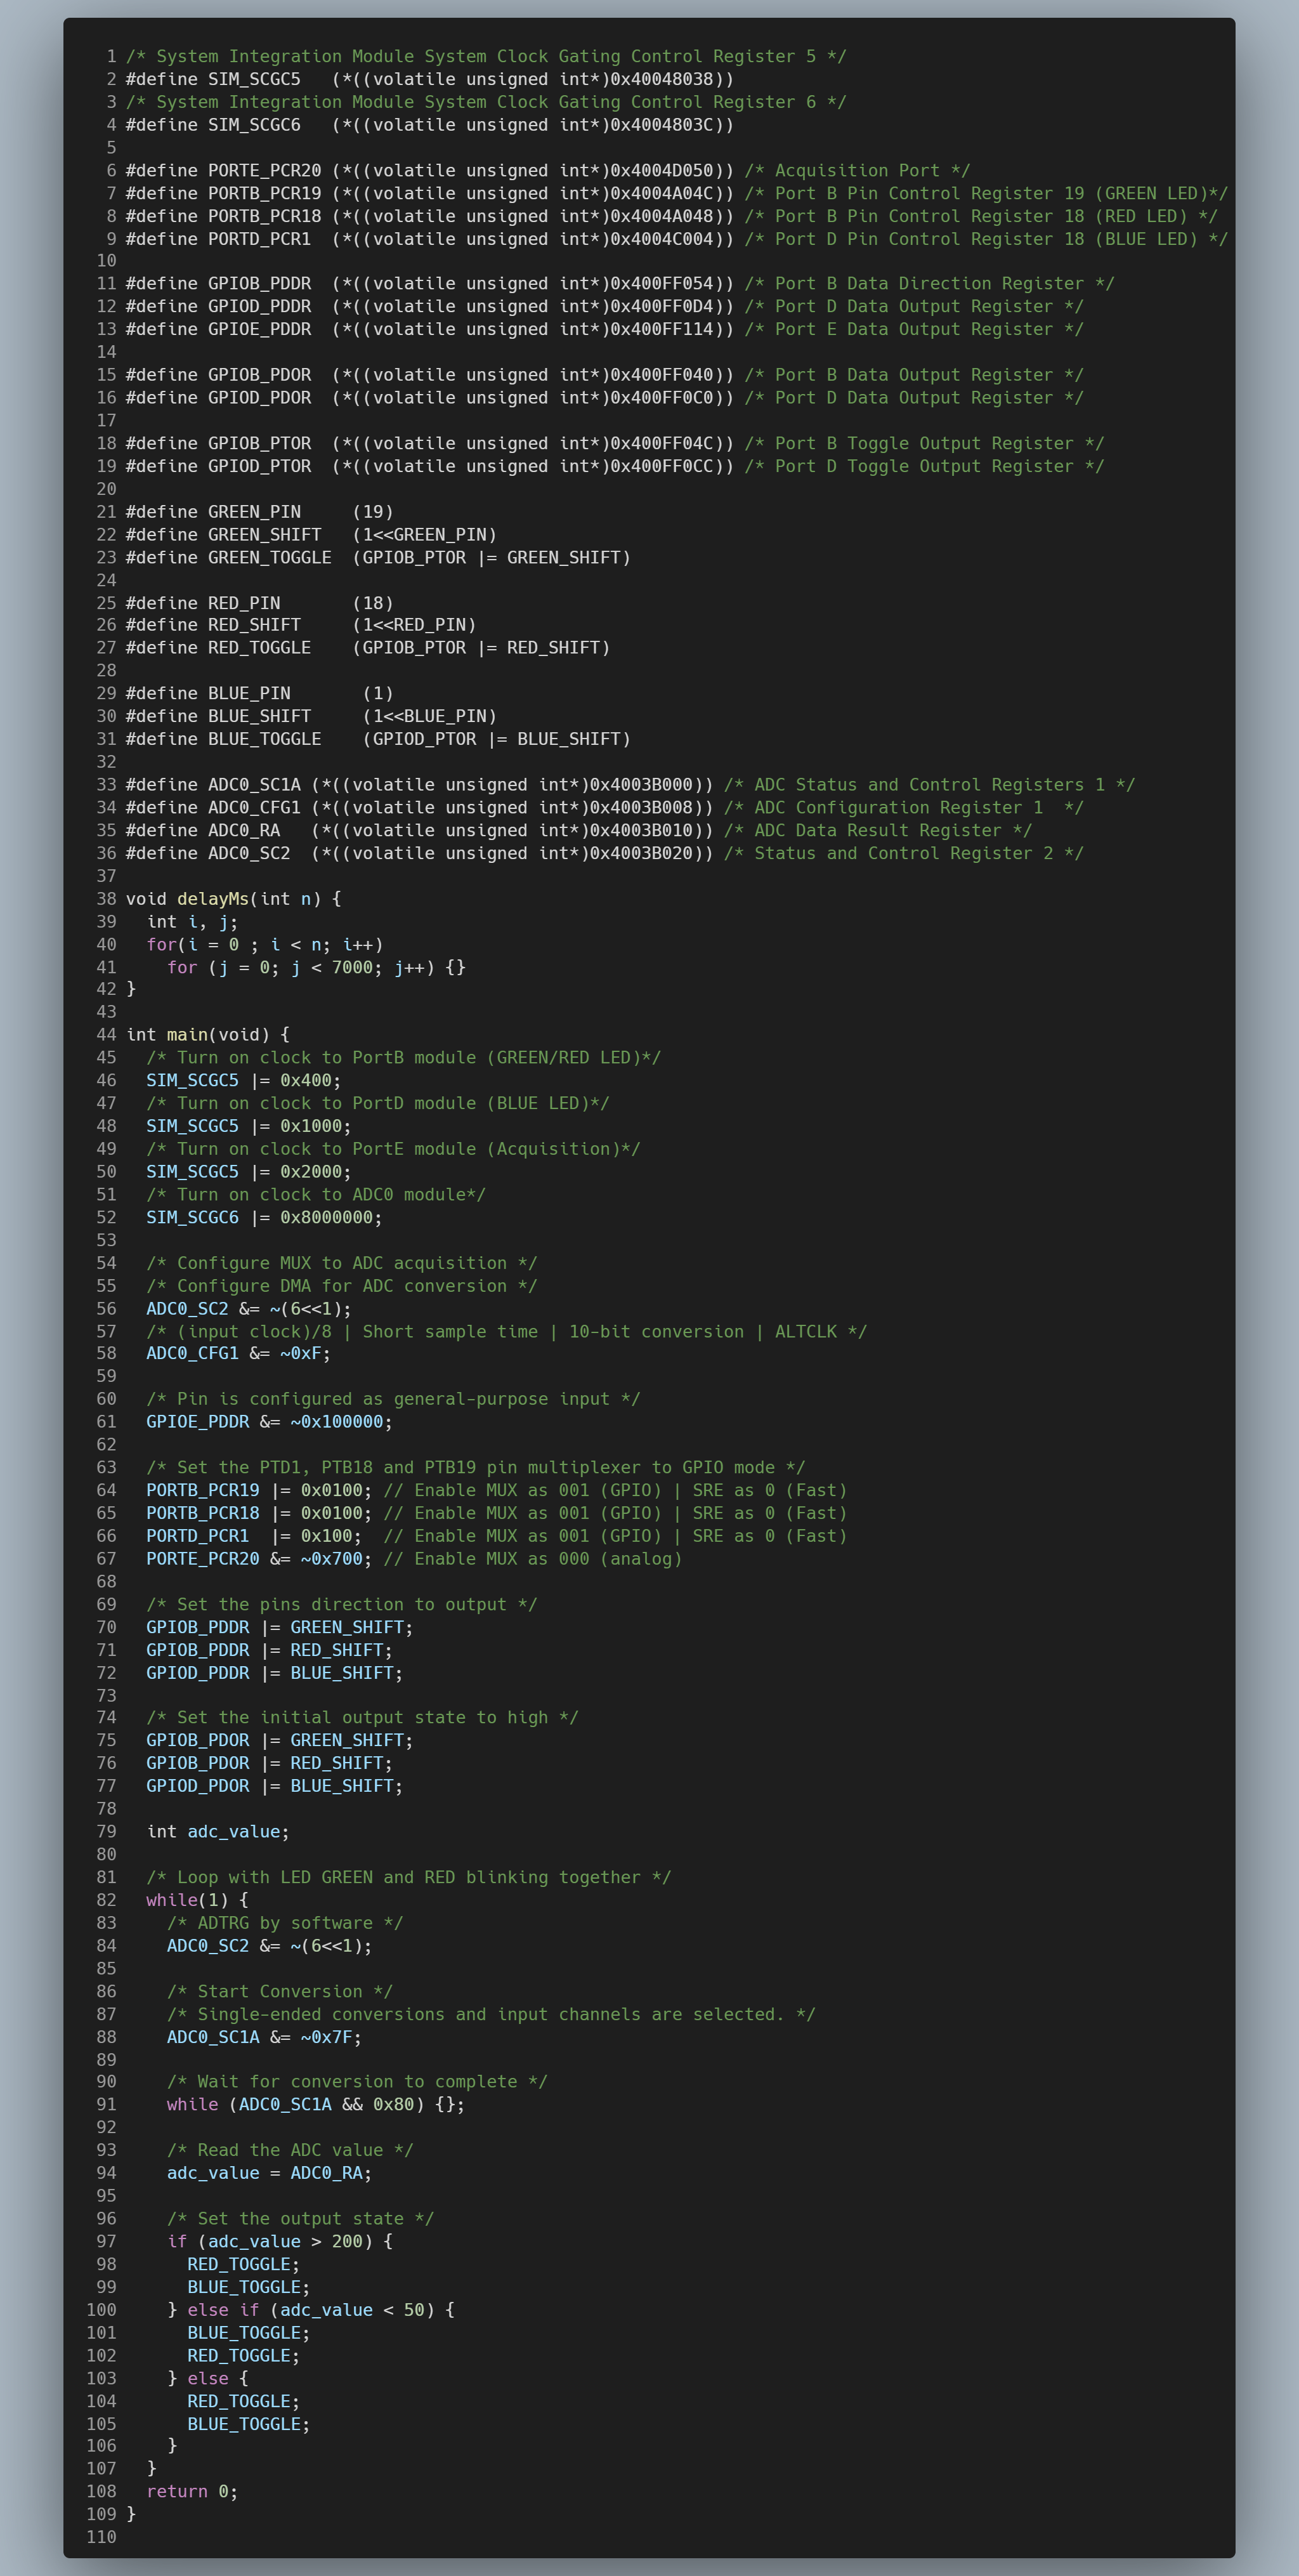 1 /* System Integration Module System Clock Gating Control Register 5 */
2 #define SIM_SCGC5   (*((volatile unsigned int*)0x40048038))
3 /* System Integration Module System Clock Gating Control Register 6 */
4 #define SIM_SCGC6   (*((volatile unsigned int*)0x4004803C))
5
6 #define PORTE_PCR20 (*((volatile unsigned int*)0x4004D050)) /* Acquisition Port */
7 #define PORTB_PCR19 (*((volatile unsigned int*)0x4004A04C)) /* Port B Pin Control Register 19 (GREEN LED)*/
8 #define PORTB_PCR18 (*((volatile unsigned int*)0x4004A048)) /* Port B Pin Control Register 18 (RED LED) */
9 #define PORTD_PCR1  (*((volatile unsigned int*)0x4004C004)) /* Port D Pin Control Register 18 (BLUE LED) */
10
11 #define GPIOB_PDDR  (*((volatile unsigned int*)0x400FF054)) /* Port B Data Direction Register */
12 #define GPIOD_PDDR  (*((volatile unsigned int*)0x400FF0D4)) /* Port D Data Output Register */
13 #define GPIOE_PDDR  (*((volatile unsigned int*)0x400FF114)) /* Port E Data Output Register */
14
15 #define GPIOB_PDOR  (*((volatile unsigned int*)0x400FF040)) /* Port B Data Output Register */
16 #define GPIOD_PDOR  (*((volatile unsigned int*)0x400FF0C0)) /* Port D Data Output Register */
17
18 #define GPIOB_PTOR  (*((volatile unsigned int*)0x400FF04C)) /* Port B Toggle Output Register */
19 #define GPIOD_PTOR  (*((volatile unsigned int*)0x400FF0CC)) /* Port D Toggle Output Register */
20
21 #define GREEN_PIN     (19)
22 #define GREEN_SHIFT   (1<<GREEN_PIN)
23 #define GREEN_TOGGLE  (GPIOB_PTOR |= GREEN_SHIFT)
24
25 #define RED_PIN       (18)
26 #define RED_SHIFT     (1<<RED_PIN)
27 #define RED_TOGGLE    (GPIOB_PTOR |= RED_SHIFT)
28
29 #define BLUE_PIN       (1)
30 #define BLUE_SHIFT     (1<<BLUE_PIN)
31 #define BLUE_TOGGLE    (GPIOD_PTOR |= BLUE_SHIFT)
32
33 #define ADC0_SC1A (*((volatile unsigned int*)0x4003B000)) /* ADC Status and Control Registers 1 */
34 #define ADC0_CFG1 (*((volatile unsigned int*)0x4003B008)) /* ADC Configuration Register 1  */
35 #define ADC0_RA   (*((volatile unsigned int*)0x4003B010)) /* ADC Data Result Register */
36 #define ADC0_SC2  (*((volatile unsigned int*)0x4003B020)) /* Status and Control Register 2 */
37
38 void delayMs(int n) {
39   int i, j;
40   for(i = 0 ; i < n; i++)
41     for (j = 0; j < 7000; j++) {}
42 }
43
44 int main(void) {
45   /* Turn on clock to PortB module (GREEN/RED LED)*/
46   SIM_SCGC5 |= 0x400;
47   /* Turn on clock to PortD module (BLUE LED)*/
48   SIM_SCGC5 |= 0x1000;
49   /* Turn on clock to PortE module (Acquisition)*/
50   SIM_SCGC5 |= 0x2000;
51   /* Turn on clock to ADC0 module*/
52   SIM_SCGC6 |= 0x8000000;
53
54   /* Configure MUX to ADC acquisition */
55   /* Configure DMA for ADC conversion */
56   ADC0_SC2 &= ~(6<<1);
57   /* (input clock)/8 | Short sample time | 10-bit conversion | ALTCLK */
58   ADC0_CFG1 &= ~0xF;
59
60   /* Pin is configured as general-purpose input */
61   GPIOE_PDDR &= ~0x100000;
62
63   /* Set the PTD1, PTB18 and PTB19 pin multiplexer to GPIO mode */
64   PORTB_PCR19 |= 0x0100; // Enable MUX as 001 (GPIO) | SRE as 0 (Fast)
65   PORTB_PCR18 |= 0x0100; // Enable MUX as 001 (GPIO) | SRE as 0 (Fast)
66   PORTD_PCR1  |= 0x100;  // Enable MUX as 001 (GPIO) | SRE as 0 (Fast)
67   PORTE_PCR20 &= ~0x700; // Enable MUX as 000 (analog)
68
69   /* Set the pins direction to output */
70   GPIOB_PDDR |= GREEN_SHIFT;
71   GPIOB_PDDR |= RED_SHIFT;
72   GPIOD_PDDR |= BLUE_SHIFT;
73
74   /* Set the initial output state to high */
75   GPIOB_PDOR |= GREEN_SHIFT;
76   GPIOB_PDOR |= RED_SHIFT;
77   GPIOD_PDOR |= BLUE_SHIFT;
78
79   int adc_value;
80
81   /* Loop with LED GREEN and RED blinking together */
82   while(1) {
83     /* ADTRG by software */
84     ADC0_SC2 &= ~(6<<1);
85
86     /* Start Conversion */
87     /* Single-ended conversions and input channels are selected. */
88     ADC0_SC1A &= ~0x7F;
89
90     /* Wait for conversion to complete */
91     while (ADC0_SC1A && 0x80) {};
92
93     /* Read the ADC value */
94     adc_value = ADC0_RA;
95
96     /* Set the output state */
97     if (adc_value > 200) {
98       RED_TOGGLE;
99       BLUE_TOGGLE;
100     } else if (adc_value < 50) {
101       BLUE_TOGGLE;
102       RED_TOGGLE;
103     } else {
104       RED_TOGGLE;
105       BLUE_TOGGLE;
106     }
107   }
108   return 0;
109 }
110